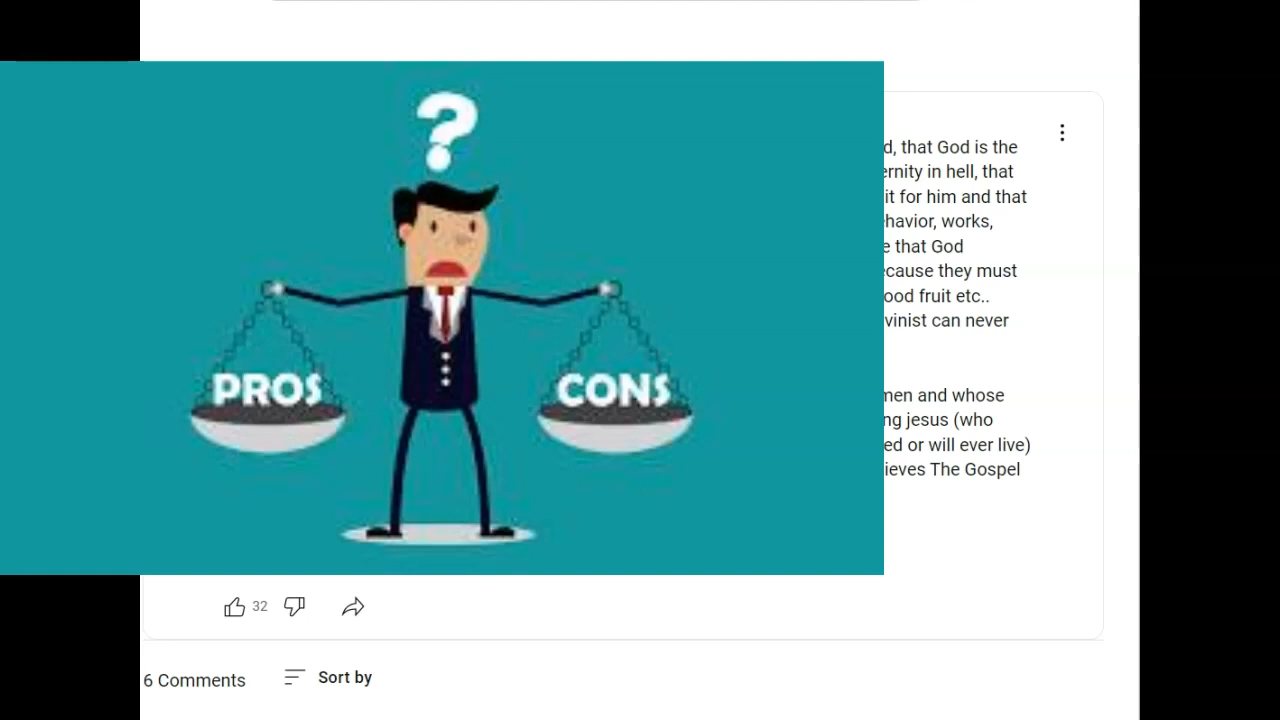 ?
PROS
CONS
d, that God is the
ernity in hell, that
it for him and that
havior, works,
e that God
cause they must
ood fruit etc..
vinist can never
men and whose
ng jesus (who
ed or will ever live)
ieves The Gospel
32
6 Comments
Sort by